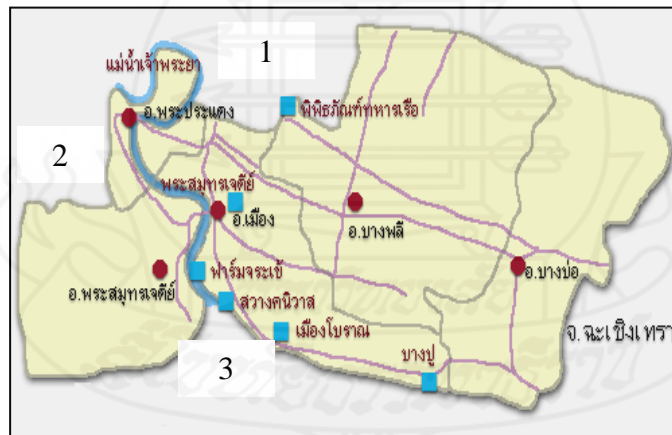 1
แม่น้ำเจ้าพระยา
อ.พระประแดง
พิพิธภัณฑ์ทหารเรือ
2
พระสมุทรเจดีย์
อ.เมือง
อ.บางพลี
ฟาร์มจระเข้
อ.บางบ่อ
อ.พระสมุทรเจดีย์
สวางคนิวาส
เมืองโบราณ
จ.ฉะเชิงเทรา
3
บางปู